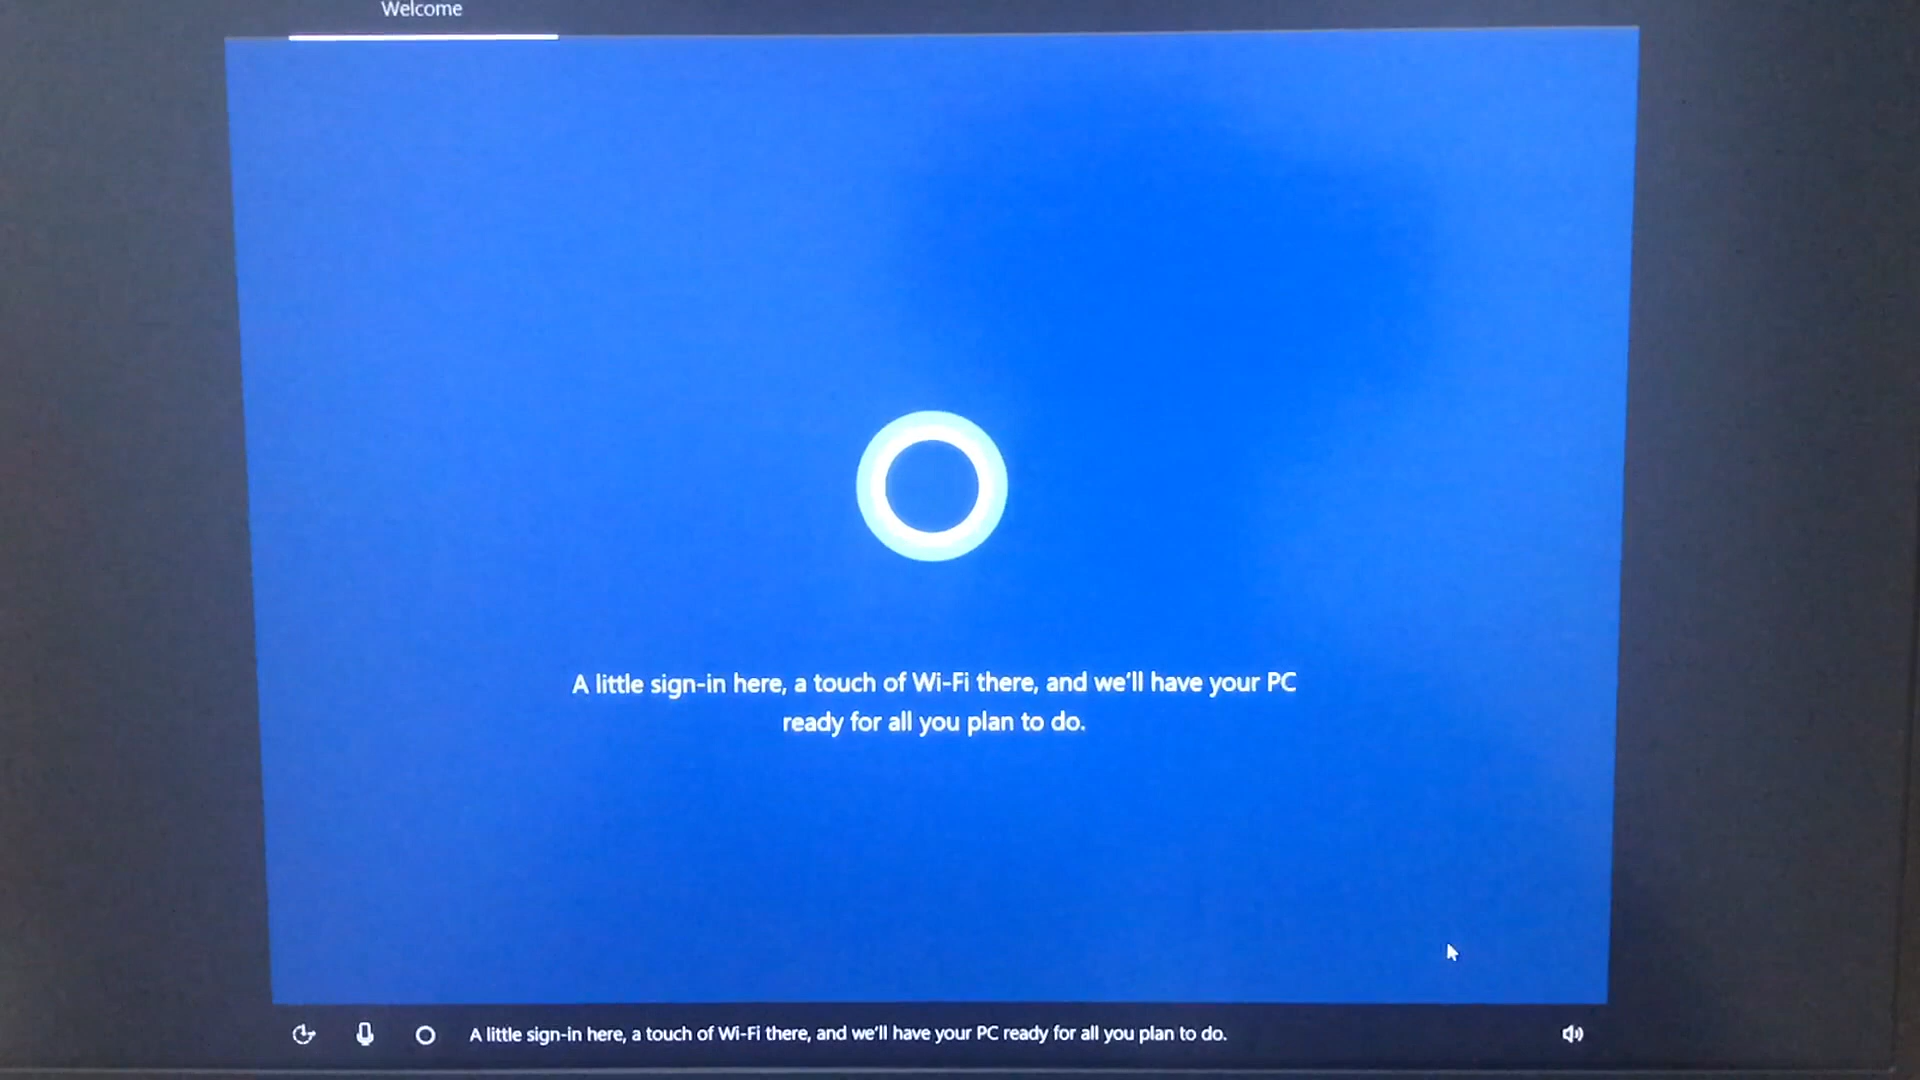 Welcome
A little sign-in here, a touch of Wi-Fi there, and we'll have your PC
ready for all you plan to do.
A little sign-in here, a touch of Wi-Fi there, and we'll have your PC ready for all you plan to do.